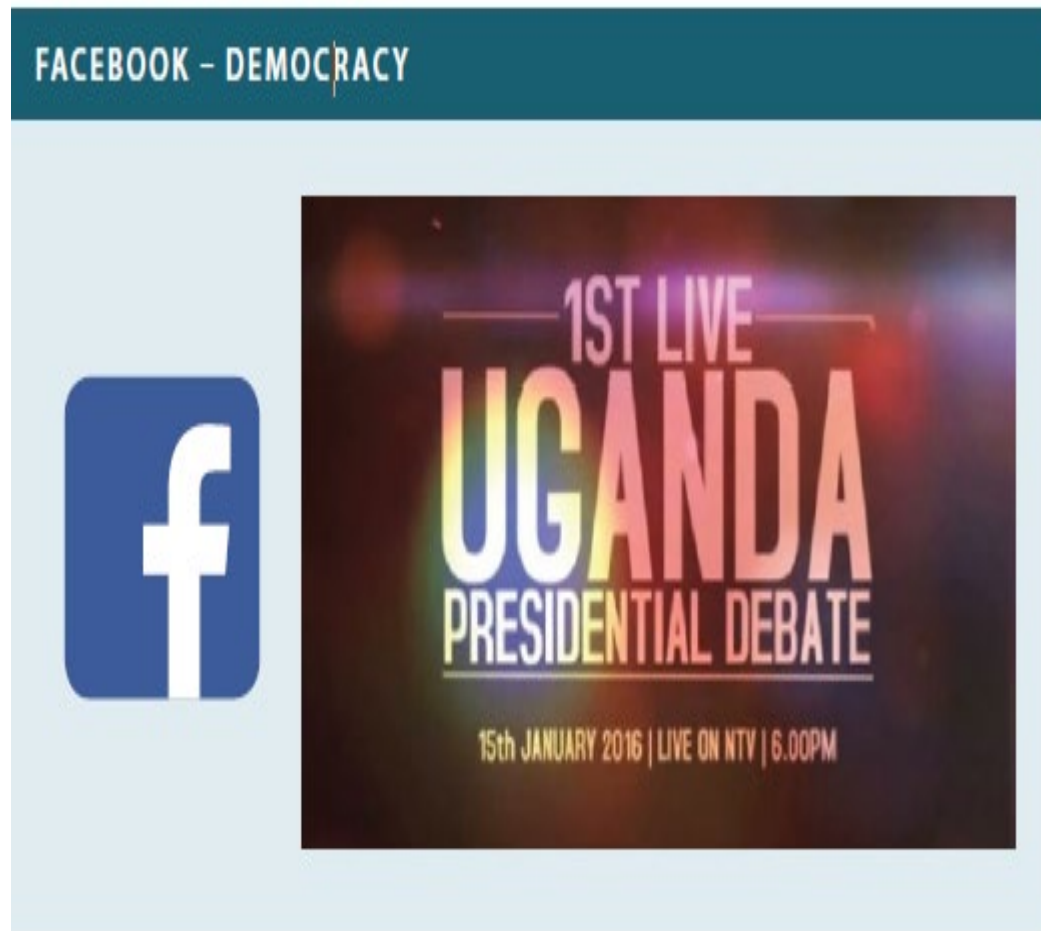 FACEBOOK – DEMOCRACY
f
1ST LIVE
UGANDA
PRESIDENTIAL DEBATE
15th JANUARY 2016 | LIVE ON NTV | 6.00PM